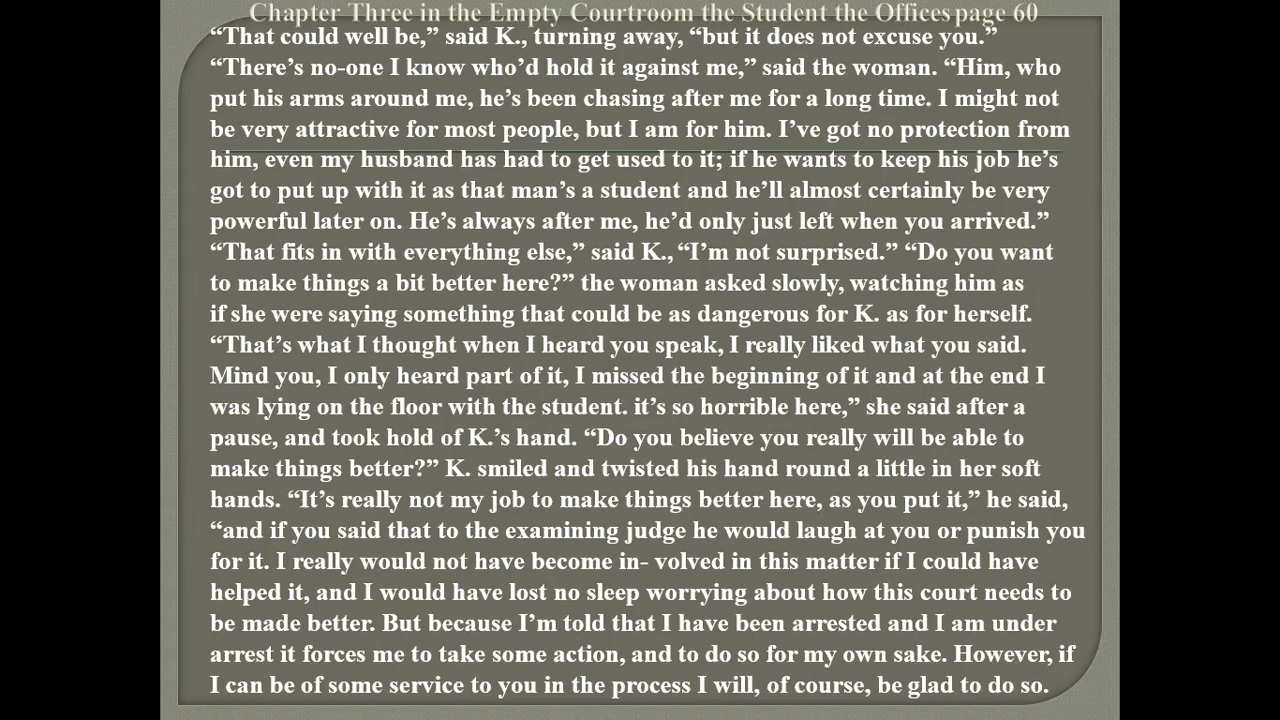 Chapter Three in the Empty Courtroom the Student the Offices page 60
“That could well be,” said K., turning away, “but it does not excuse you.”
“There’s no-one I know who’d hold it against me,” said the woman. “Him, who
put his arms around me, he’s been chasing after me for a long time. I might not
be very attractive for most people, but I am for him. I’ve got no protection from
him, even my husband has had to get used to it; if he wants to keep his job he’s
got to put up with it as that man’s a student and he’ll almost certainly be very
powerful later on. He’s always after me, he’d only just left when you arrived.”
“That fits in with everything else,” said K., “I’m not surprised.” “Do you want
to make things a bit better here?” the woman asked slowly, watching him as
if she were saying something that could be as dangerous for K. as for herself.
“That’s what I thought when I heard you speak, I really liked what you said.
Mind you, I only heard part of it, I missed the beginning of it and at the end I
was lying on the floor with the student. it’s so horrible here,” she said after a
pause, and took hold of K.’s hand. “Do you believe you really will be able to
make things better?” K. smiled and twisted his hand round a little in her soft
hands. “It’s really not my job to make things better here, as you put it,” he said,
“and if you said that to the examining judge he would laugh at you or punish you
for it. I really would not have become in- volved in this matter if I could have
helped it, and I would have lost no sleep worrying about how this court needs to
be made better. But because I’m told that I have been arrested and I am under
arrest it forces me to take some action, and to do so for my own sake. However, if
I can be of some service to you in the process I will, of course, be glad to do so.